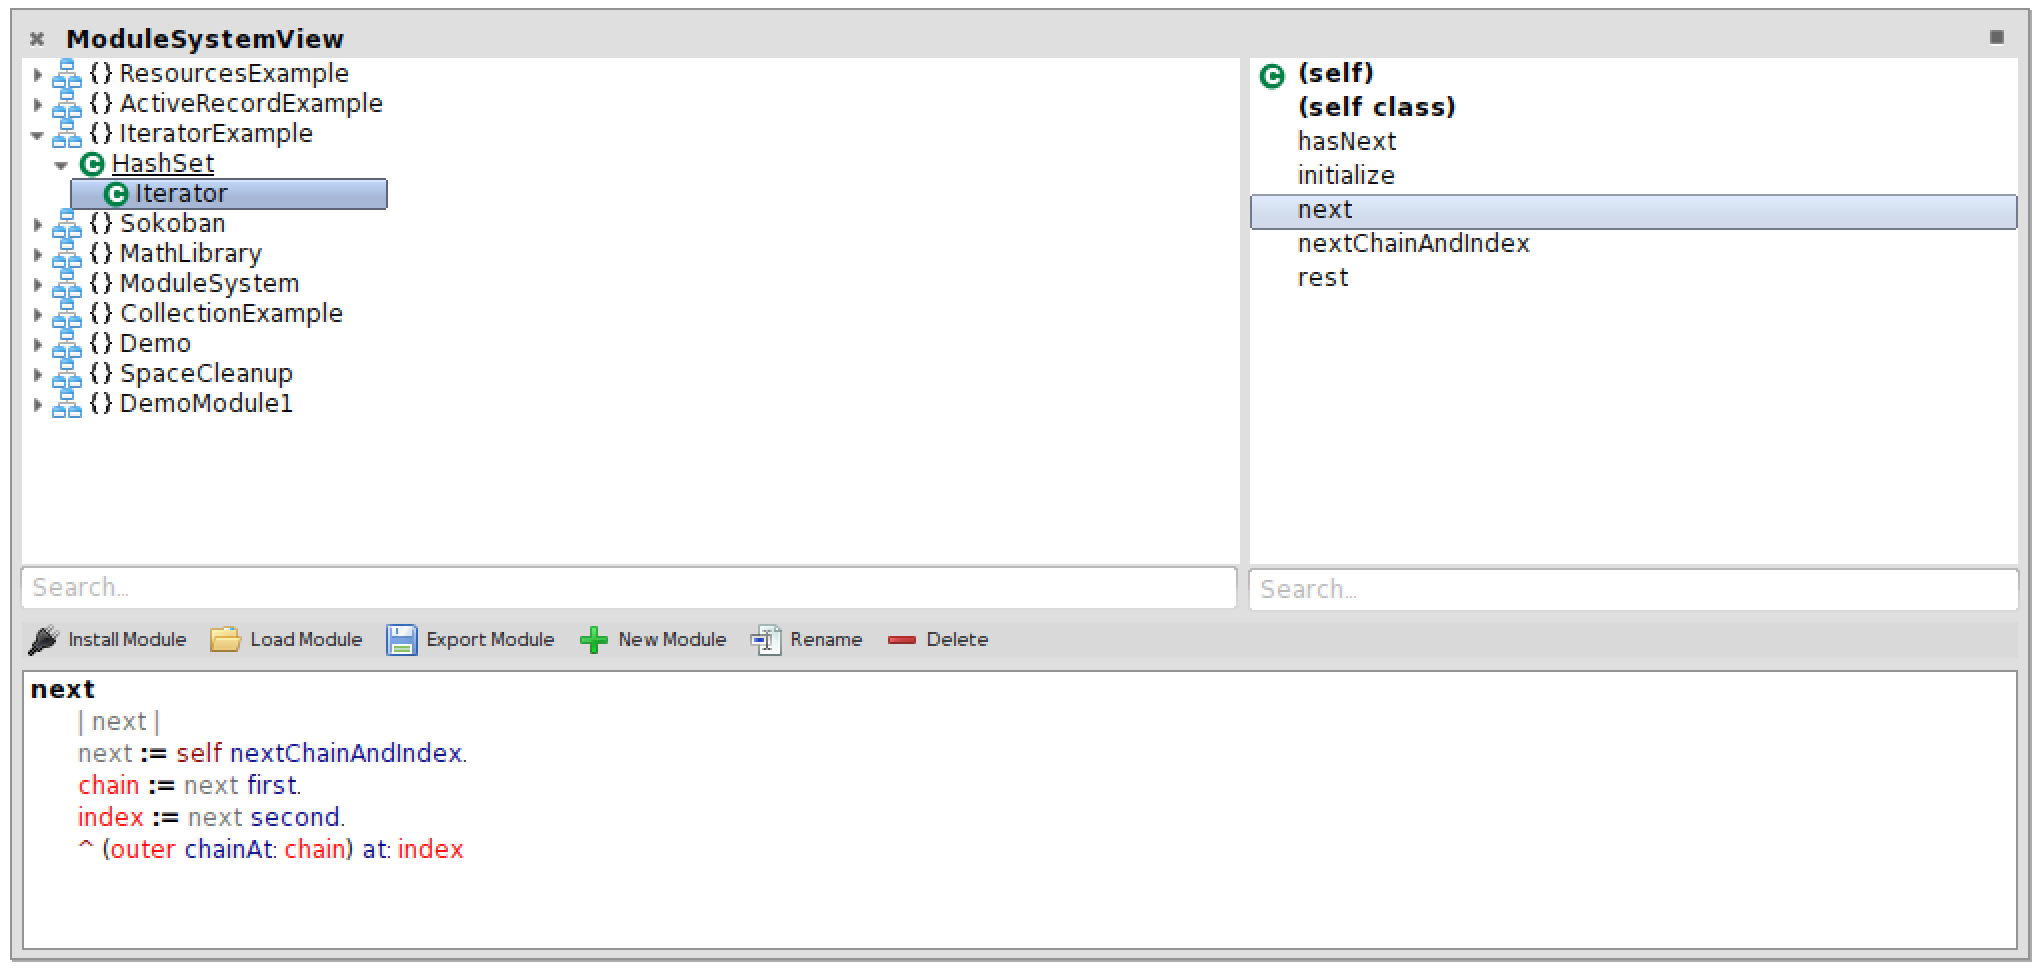 ModuleSystemView
{} ResourcesExample
{} ActiveRecordExample
{} IteratorExample
C HashSet
C Iterator
{} Sokoban
{} MathLibrary
{} ModuleSystem
{} CollectionExample
{} Demo
{} SpaceCleanup
{} DemoModule1
Search...
C (self)
(self class)
hasNext
initialize
next
nextChainAndIndex
rest
Search...
Install Module Load Module Export Module New Module Rename Delete
next
| next |
next := self nextChainAndIndex.
chain := next first.
index := next second.
^ (outer chainAt: chain) at: index